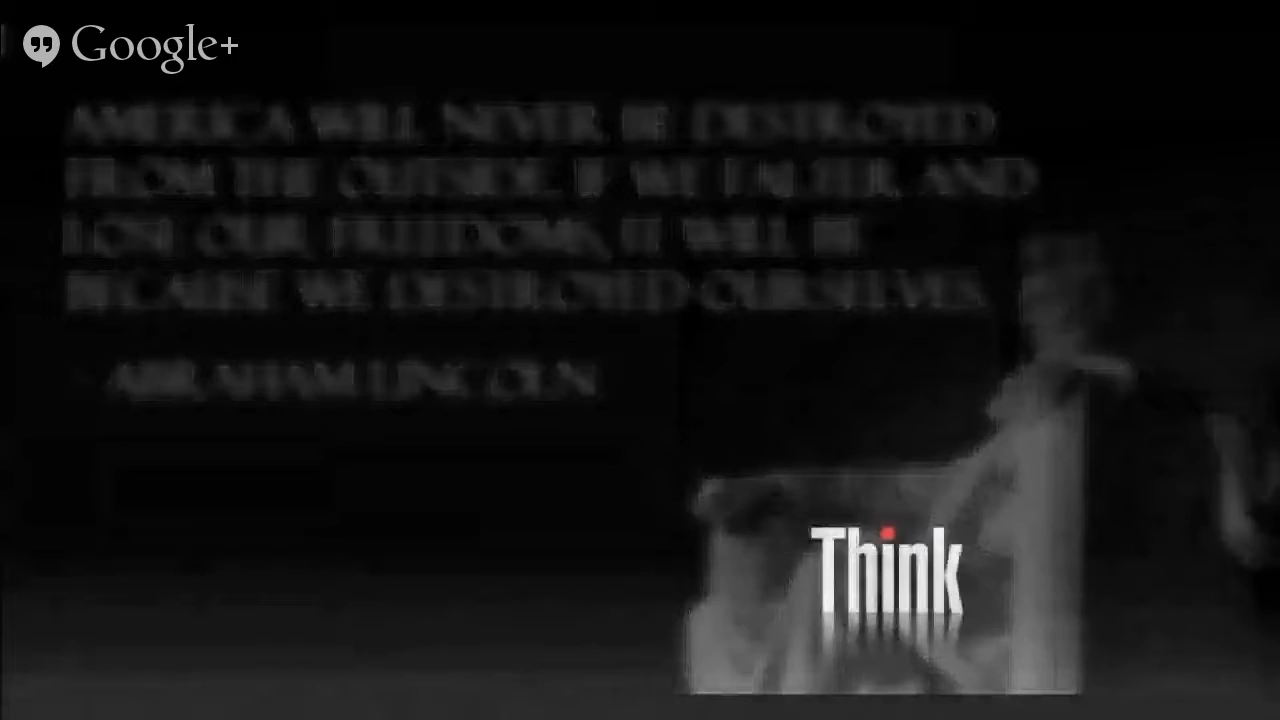 Google+
AMERICA WILL NEVER BE DESTROYED
FROM THE OUTSIDE. IF WE FALTER, AND
LOSE OUR FREEDOMS, IT WILL BE
BECAUSE WE DESTROYED OURSELVES.
- ABRAHAM LINCOLN
Think